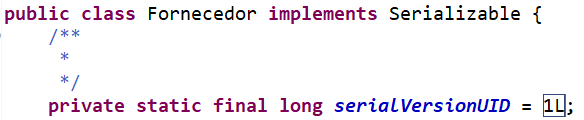 public class Fornecedor implements Serializable {
/**
*
*/
private static final long serialVersionUID = 1L;